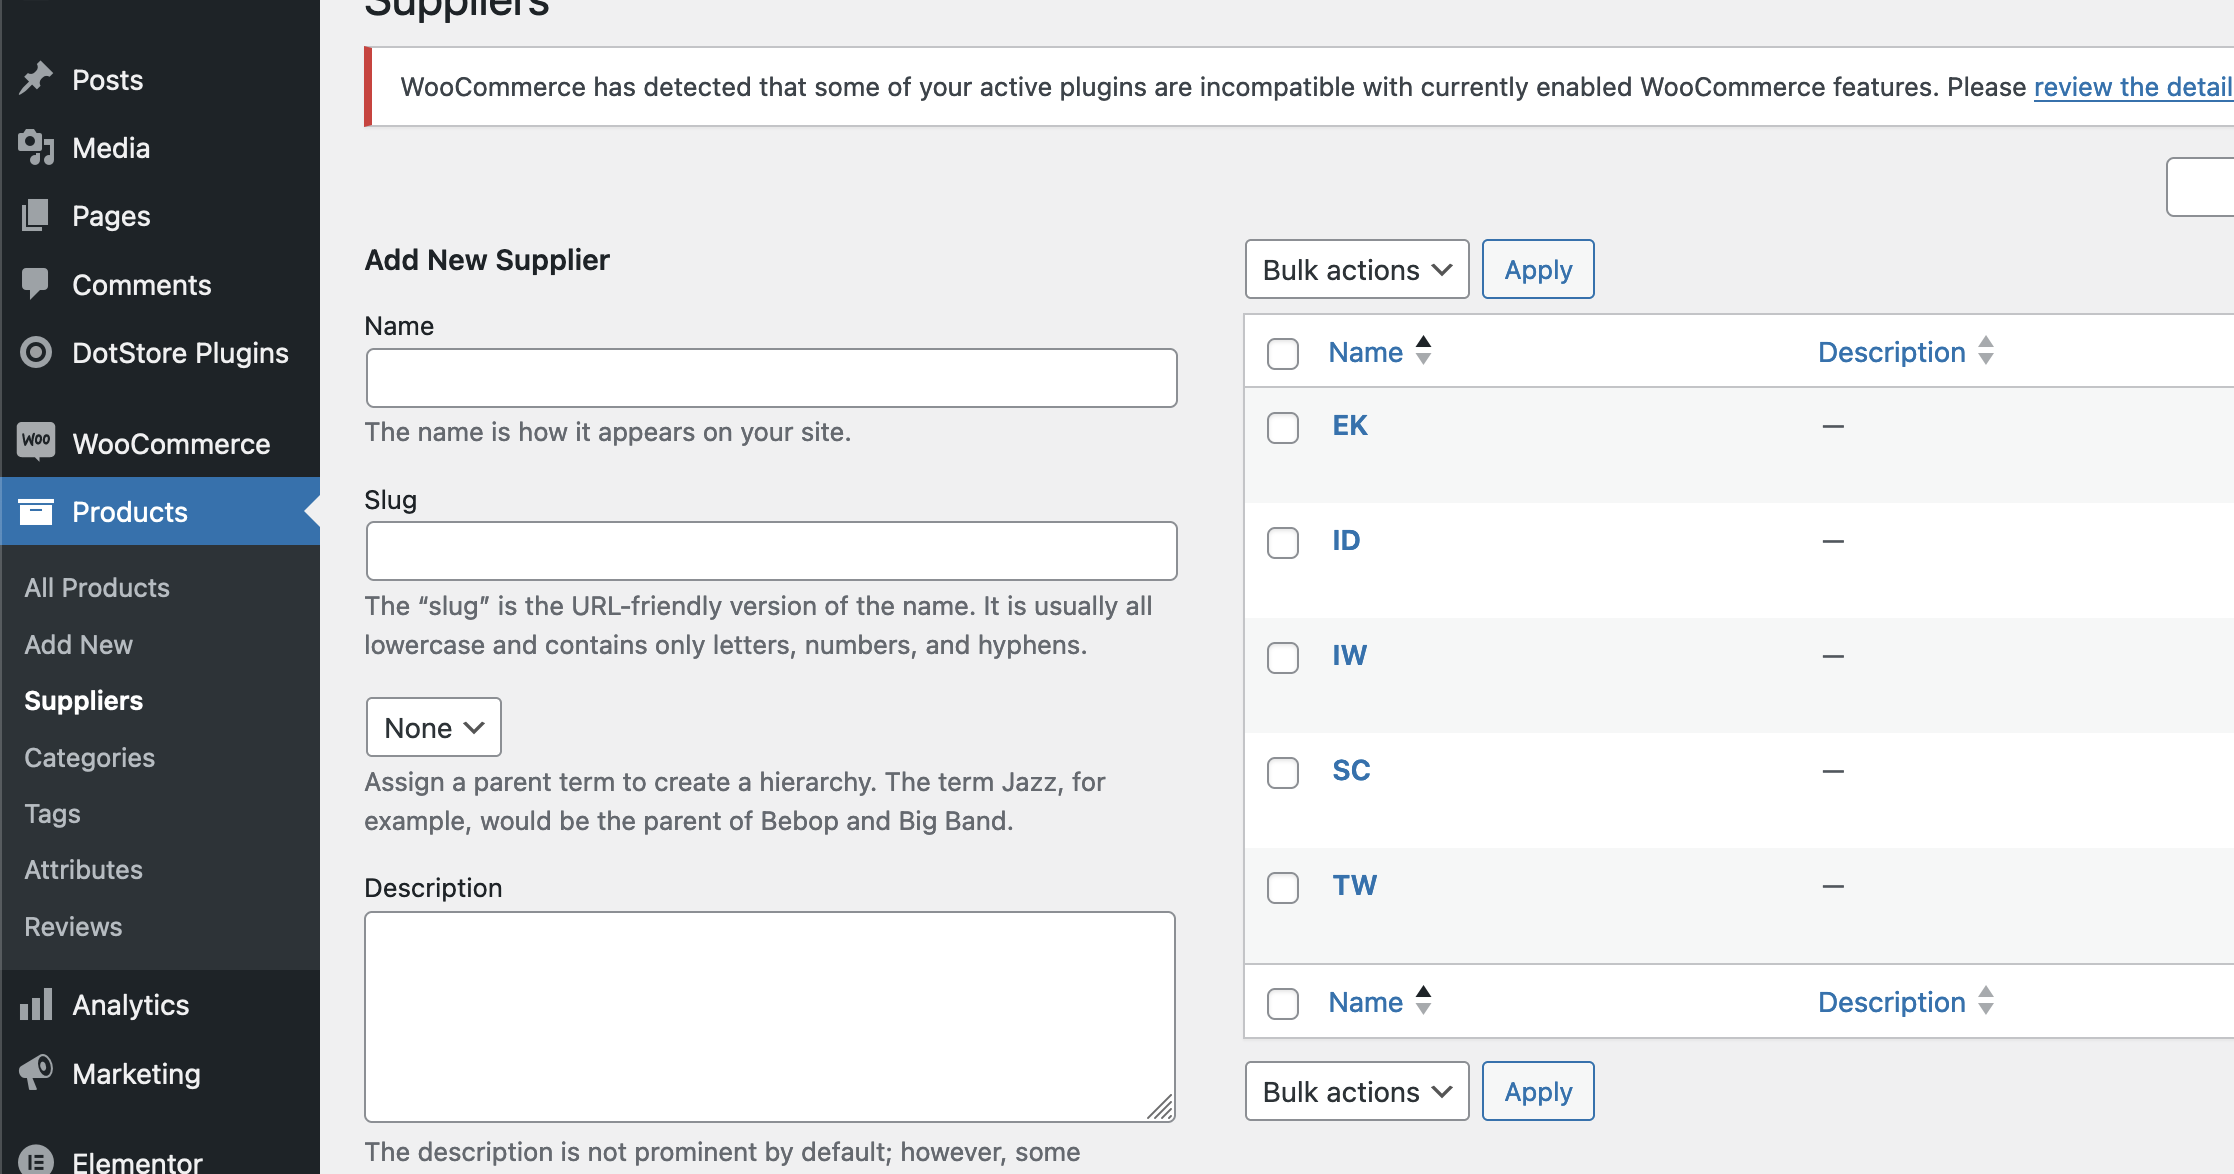 Suppliers
WooCommerce has detected that some of your active plugins are incompatible with currently enabled WooCommerce features. Please review the detail
Posts
Media
Pages
Comments
DotStore Plugins
Woo WooCommerce
Products
All Products
Add New
Suppliers
Categories
Tags
Attributes
Reviews
Analytics
Marketing
Elementor
Add New Supplier
Name
The name is how it appears on your site.
Slug
The “slug” is the URL-friendly version of the name. It is usually all
lowercase and contains only letters, numbers, and hyphens.
None
Assign a parent term to create a hierarchy. The term Jazz, for
example, would be the parent of Bebop and Big Band.
Description
The description is not prominent by default; however, some
Bulk actions Apply
Name Description
EK —
ID —
IW —
SC —
TW —
Name Description
Bulk actions Apply